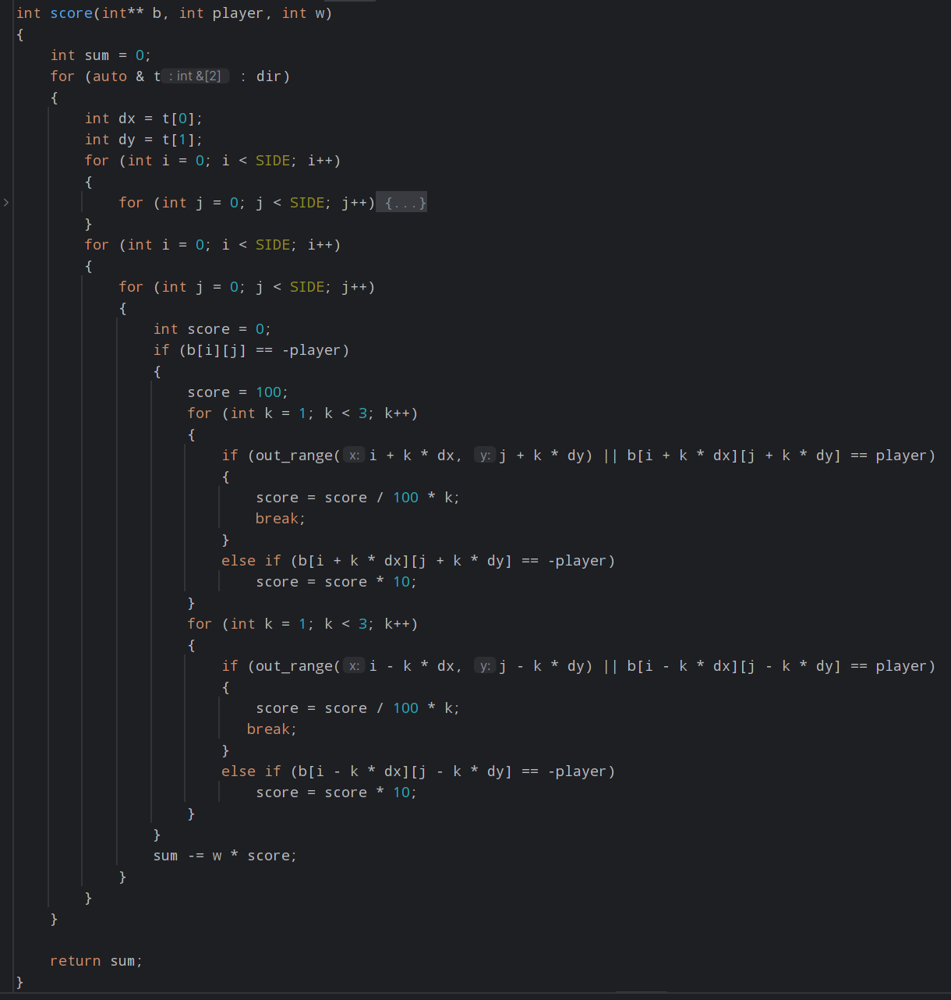 int score(int** b, int player, int w)
{
    int sum = 0;
    for (auto & t : int &[2]  : dir)
    {
        int dx = t[0];
        int dy = t[1];
        for (int i = 0; i < SIDE; i++)
        {
            for (int j = 0; j < SIDE; j++) {...}
        }
        for (int i = 0; i < SIDE; i++)
        {
            for (int j = 0; j < SIDE; j++)
            {
                int score = 0;
                if (b[i][j] == -player)
                {
                    score = 100;
                    for (int k = 1; k < 3; k++)
                    {
                        if (out_range( x: i + k * dx, y: j + k * dy) || b[i + k * dx][j + k * dy] == player)
                        {
                            score = score / 100 * k;
                            break;
                        }
                        else if (b[i + k * dx][j + k * dy] == -player)
                            score = score * 10;
                    }
                    for (int k = 1; k < 3; k++)
                    {
                        if (out_range( x: i - k * dx, y: j - k * dy) || b[i - k * dx][j - k * dy] == player)
                        {
                            score = score / 100 * k;
                           break;
                        }
                        else if (b[i - k * dx][j - k * dy] == -player)
                            score = score * 10;
                    }
                }
                sum -= w * score;
            }
        }
    }

    return sum;
}